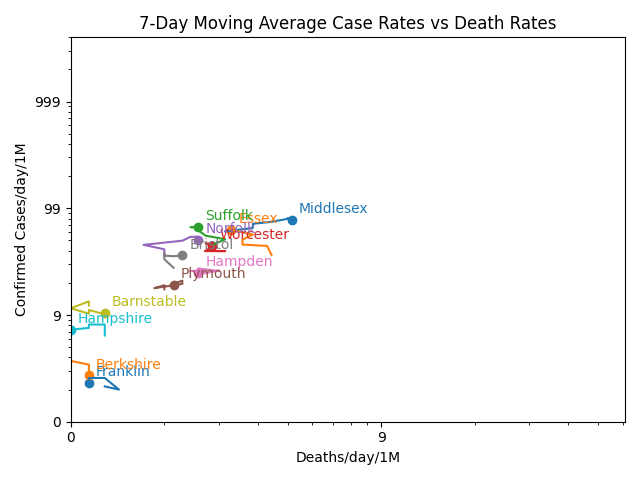 7-Day Moving Average Case Rates vs Death Rates
Confirmed Cases/day/1M
999
99
9
0
Middlesex
Suffolk
Essex
Norfolk
Worcester
Bristol
Hampden
Plymouth
Barnstable
Hampshire
Berkshire
Franklin
0
9
Deaths/day/1M